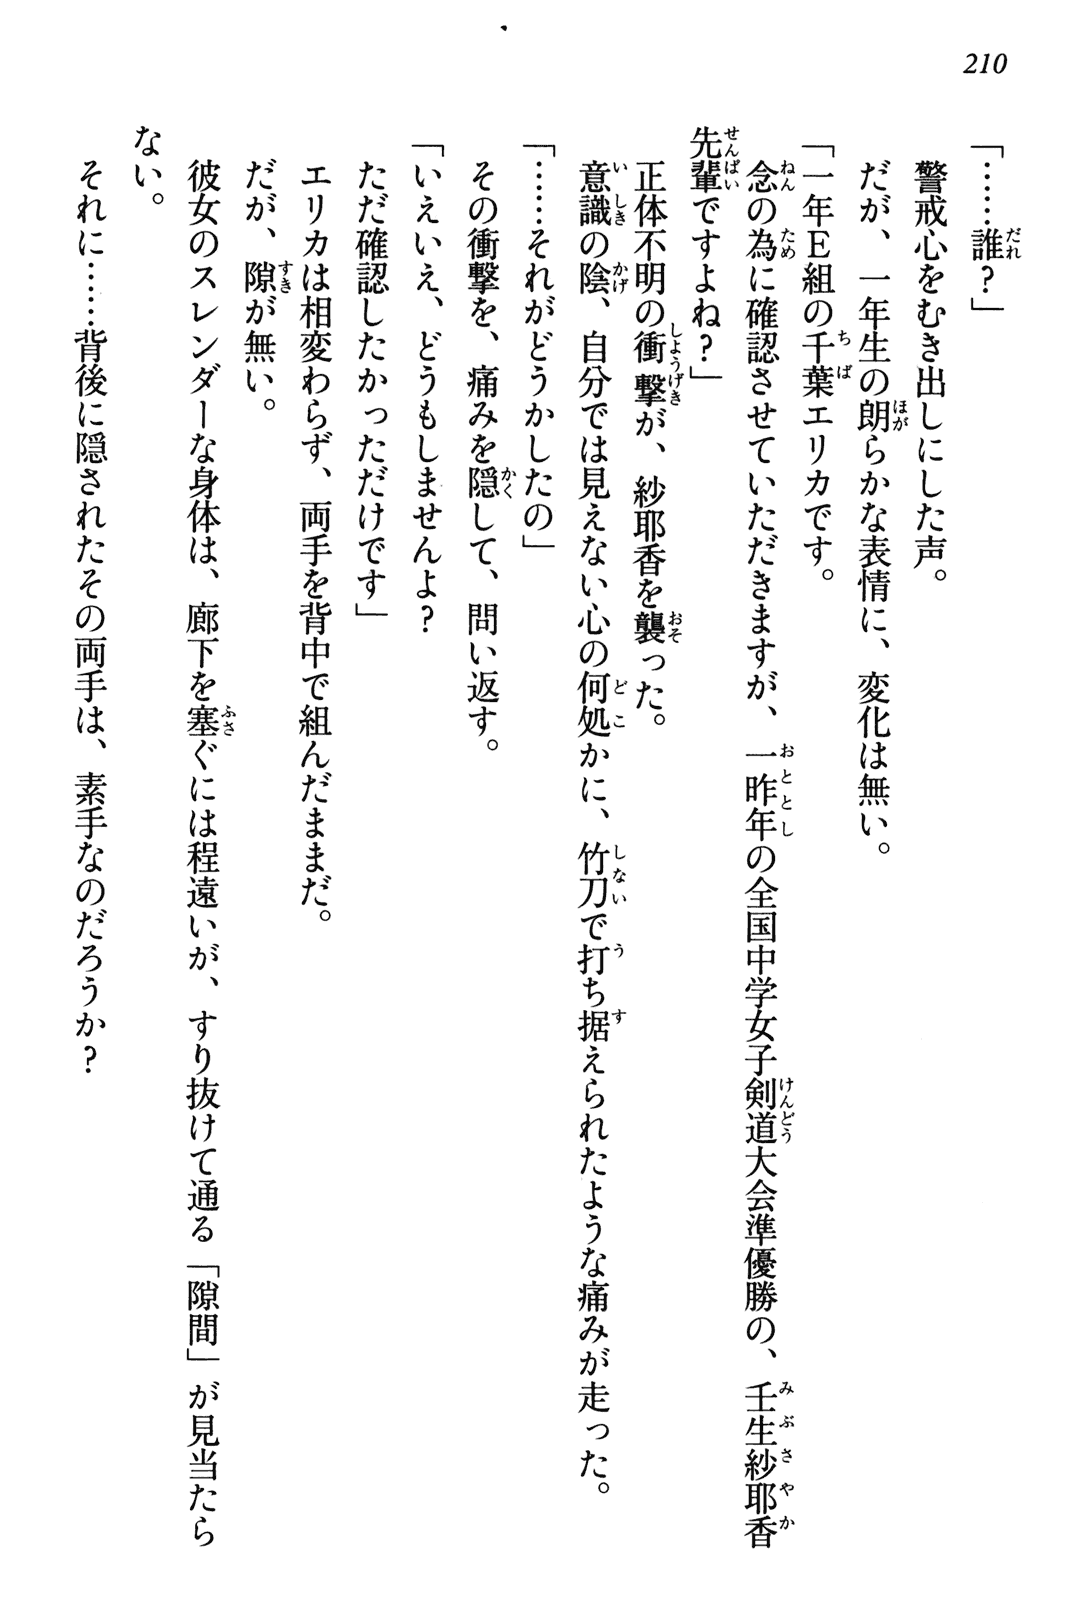 210
「……誰？」
警戒心をむき出しにした声。
だが、一年生の朗らかな表情に、変化は無い。
「一年Ｅ組の千葉エリカです。
念の為に確認させていただきますが、一昨年の全国中学女子剣道大会準優勝の、壬生紗耶香
先輩ですよね？」
正体不明の衝撃が、紗耶香を襲った。
意識の陰、自分では見えない心の何処かに、竹刀で打ち据えられたような痛みが走った。
「……それがどうかしたの」
その衝撃を、痛みを隠して、問い返す。
「いえいえ、どうもしませんよ？
ただ確認したかっただけです」
エリカは相変わらず、両手を背中で組んだままだ。
だが、隙が無い。
彼女のスレンダーな身体は、廊下を塞ぐには程遠いが、すり抜けて通る「隙間」が見当たら
ない。
それに……背後に隠されたその両手は、素手なのだろうか？